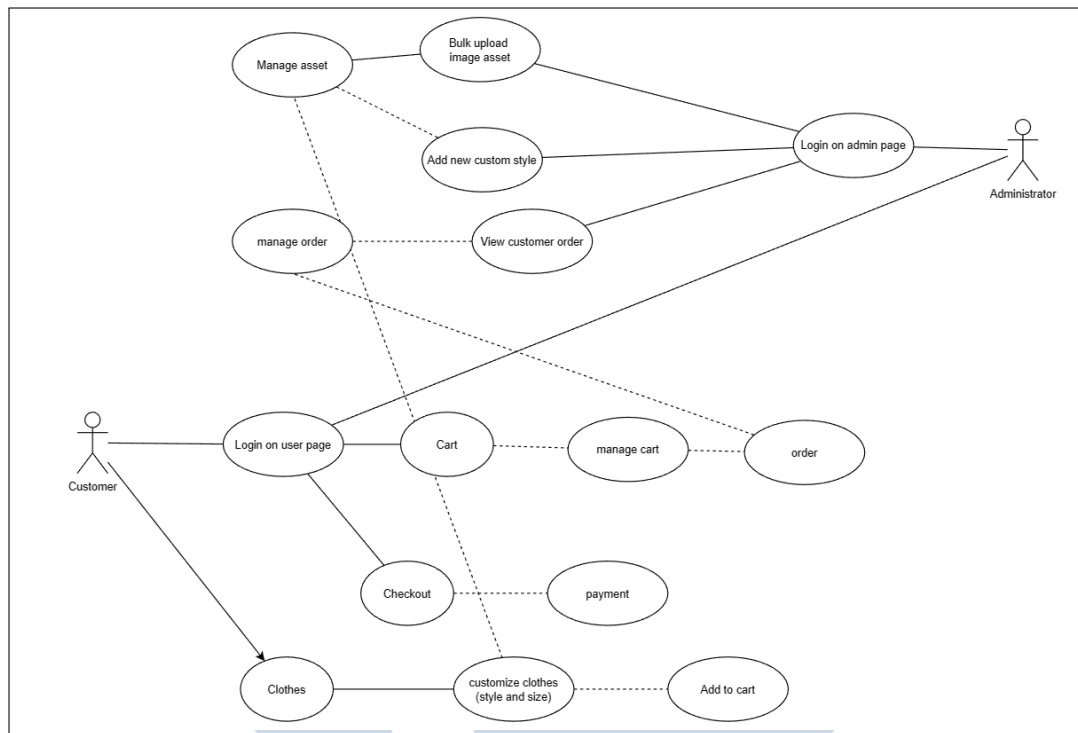 Bulk upload
image asset
Manage asset
Login on admin page
Add new custom style
Administrator
manage order
View customer order
Login on user page
Cart
manage cart
order
Customer
Checkout
payment
customize clothes
(style and size)
Clothes
Add to cart